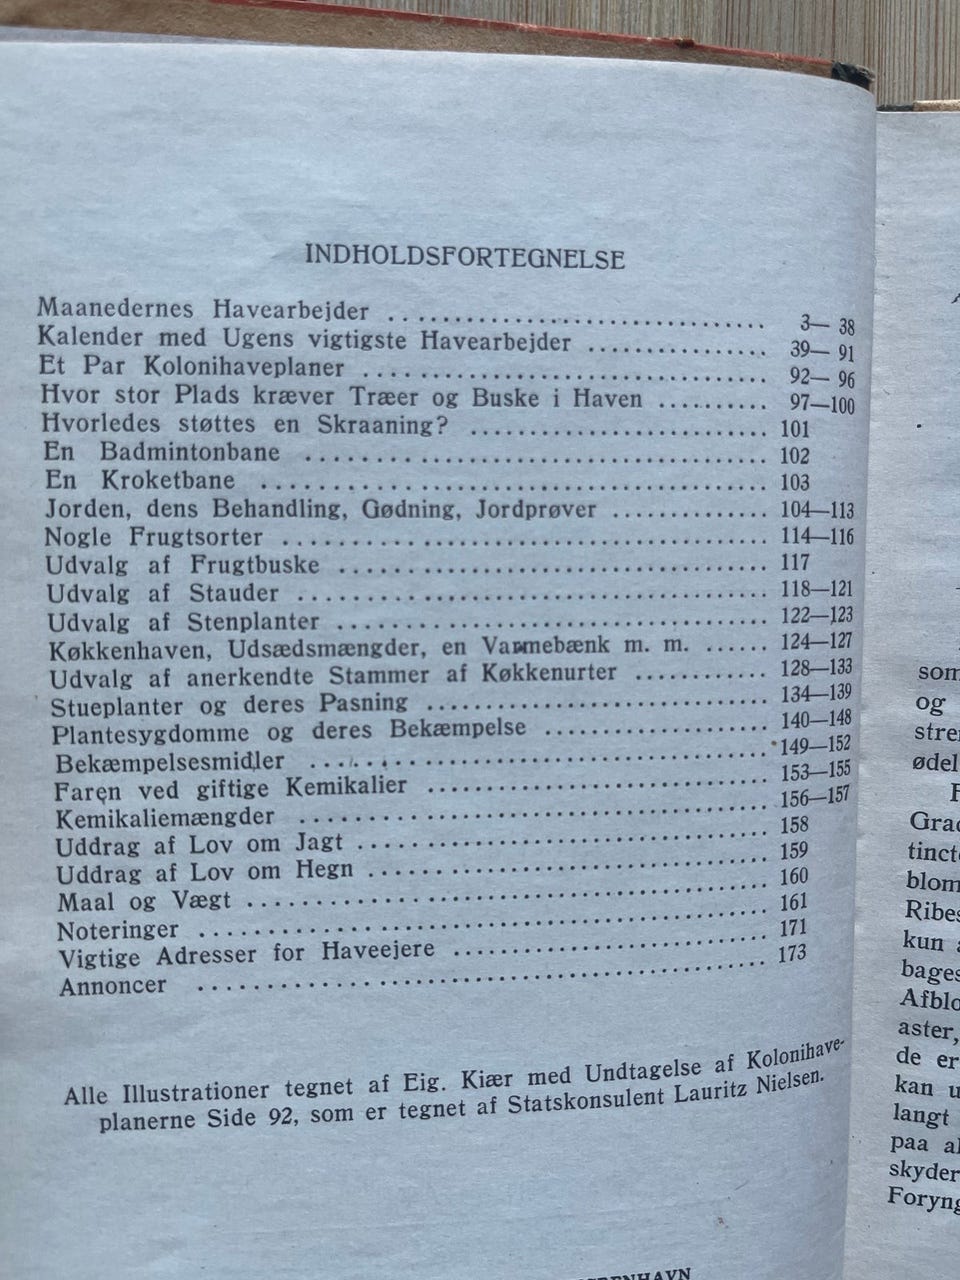 INDHOLDSFORTEGNELSE
Maanedernes Havearbejder ........ 3— 38
Kalender med Ugens vigtigste Havearbejder ........ 39— 91
Et Par Kolonihaveplaner ........ 92— 96
Hvor stor Plads kræver Træer og Buske i Haven ........ 97—100
Hvorledes støttes en Skraaning? ........ 101
En Badmintonbane ........ 102
En Kroketbane ........ 103
Jorden, dens Behandling, Gødning, Jordprøver ........ 104—113
Nogle Frugtsorter ........ 114—116
Udvalg af Frugtbuske ........ 117
Udvalg af Stauder ........ 118—121
Udvalg af Stenplanter ........ 122—123
Køkkenhaven, Udsædsmængder, en Varmebænk m. m. ........ 124—127
Udvalg af anerkendte Stammer af Køkkenurter ........ 128—133
Stueplanter og deres Pasning ........ 134—139
Plantesygdomme og deres Bekæmpelse ........ 140—148
Bekæmpelsesmidler ........ 149—152
Faren ved giftige Kemikalier ........ 153—155
Kemikaliemængder ........ 156—157
Uddrag af Lov om Jagt ........ 158
Uddrag af Lov om Hegn ........ 159
Maal og Vægt ........ 160
Noteringer ........ 161
Vigtige Adresser for Haveejere ........ 171
Annoncer ........ 173
Alle Illustrationer tegnet af Eig. Kiær med Undtagelse af Kolonihave-
planerne Side 92, som er tegnet af Statskonsulent Lauritz Nielsen.
som
og
kun
de er
kan
langt
paa